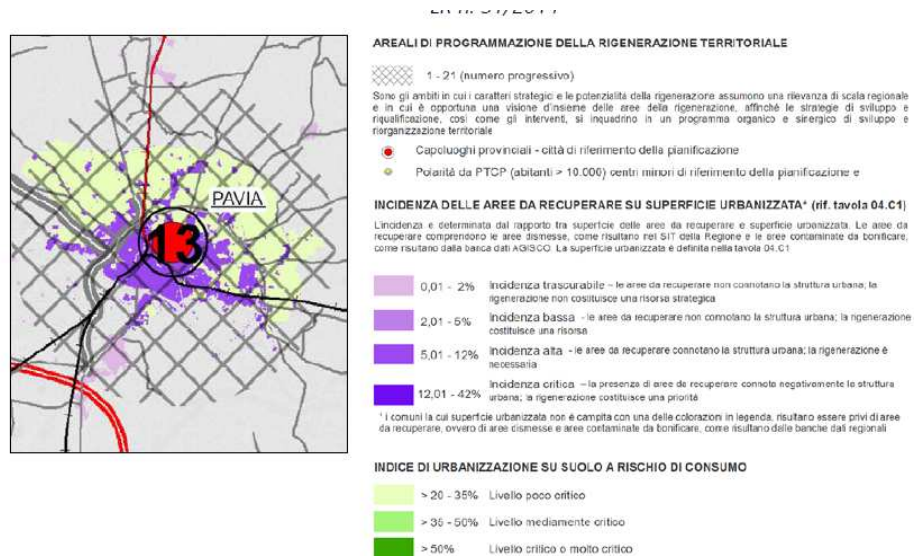 LR n. 31/2014
PAVIA
13
AREALI DI PROGRAMMAZIONE DELLA RIGENERAZIONE TERRITORIALE
1 - 21 (numero progressivo)
Sono gli ambiti in cui i caratteri strategici e le potenzialità della rigenerazione assumono una rilevanza di scala regionale
e in cui è opportuna una visione d'insieme delle aree della rigenerazione, affinché le strategie di sviluppo e
riqualificazione, così come gli interventi, si inquadrino in un programma organico e sinergico di sviluppo e
riorganizzazione territoriale
Capoluoghi provinciali - città di riferimento della pianificazione
Polarità da PTCP (abitanti > 10.000) centri minori di riferimento della pianificazione e
INCIDENZA DELLE AREE DA RECUPERARE SU SUPERFICIE URBANIZZATA* (rif. tavola 04.C1)
L'incidenza è determinata dal rapporto tra superficie delle aree da recuperare e superficie urbanizzata. Le aree da
recuperare comprendono le aree dismesse, come risultano nel SIT della Regione e le aree contaminate da bonificare,
come risultano dalla banca dati AGISCO. La superficie urbanizzata è definita nella tavola 04.C1
0,01 - 2% Incidenza trascurabile - le aree da recuperare non connotano la struttura urbana; la
rigenerazione non costituisce una risorsa strategica
2,01 - 5% Incidenza bassa - le aree da recuperare non connotano la struttura urbana; la rigenerazione
costituisce una risorsa
5,01 - 12% Incidenza alta - le aree da recuperare connotano la struttura urbana; la rigenerazione è
necessaria
12,01 - 42% Incidenza critica - la presenza di aree da recuperare connota negativamente la struttura
urbana; la rigenerazione costituisce una priorità
* i comuni la cui superficie urbanizzata non è campita con una delle colorazioni in legenda, risultano essere privi di aree
da recuperare, ovvero di aree dismesse e aree contaminate da bonificare, come risultano dalle banche dati regionali
INDICE DI URBANIZZAZIONE SU SUOLO A RISCHIO DI CONSUMO
> 20 - 35% Livello poco critico
> 35 - 50% Livello mediamente critico
> 50% Livello critico o molto critico